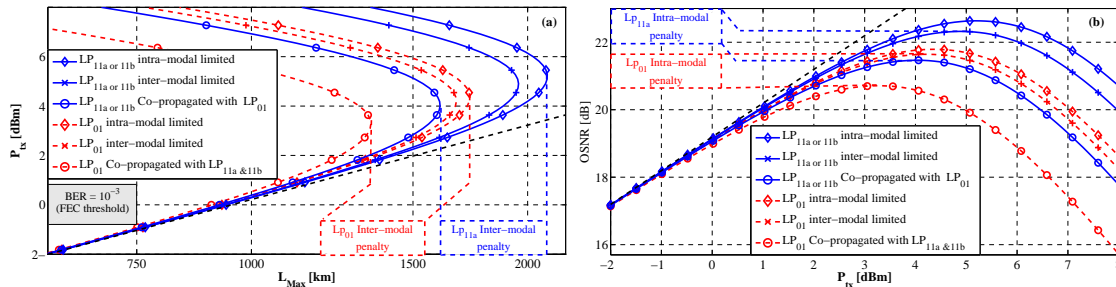 (a)
P_tx [dBm]
6
4
2
0
2−
LP_11a or 11b intra−modal limited
LP_11a or 11b inter−modal limited
LP_11a or 11b Co−propagated with LP_01
LP_01 intra−modal limited
LP_01 inter−modal limited
LP_01 Co−propagated with LP_11a &11b
BER = 10^−3
(FEC threshold)
Lp_01 Inter−modal
penalty
Lp_11a Inter−modal
penalty
750
1000
1500
2000
L_Max [km]
(b)
OSNR [dB]
22
20
18
16
Lp_11a Intra−modal
penalty
Lp_01 Intra−modal
penalty
LP_11a or 11b intra−modal limited
LP_11a or 11b inter−modal limited
LP_11a or 11b Co−propagated with LP_01
LP_01 intra−modal limited
LP_01 inter−modal limited
LP_01 Co−propagated with LP_11a &11b
−2
−1
0
1
2
3
4
5
6
7
P_tx [dBm]